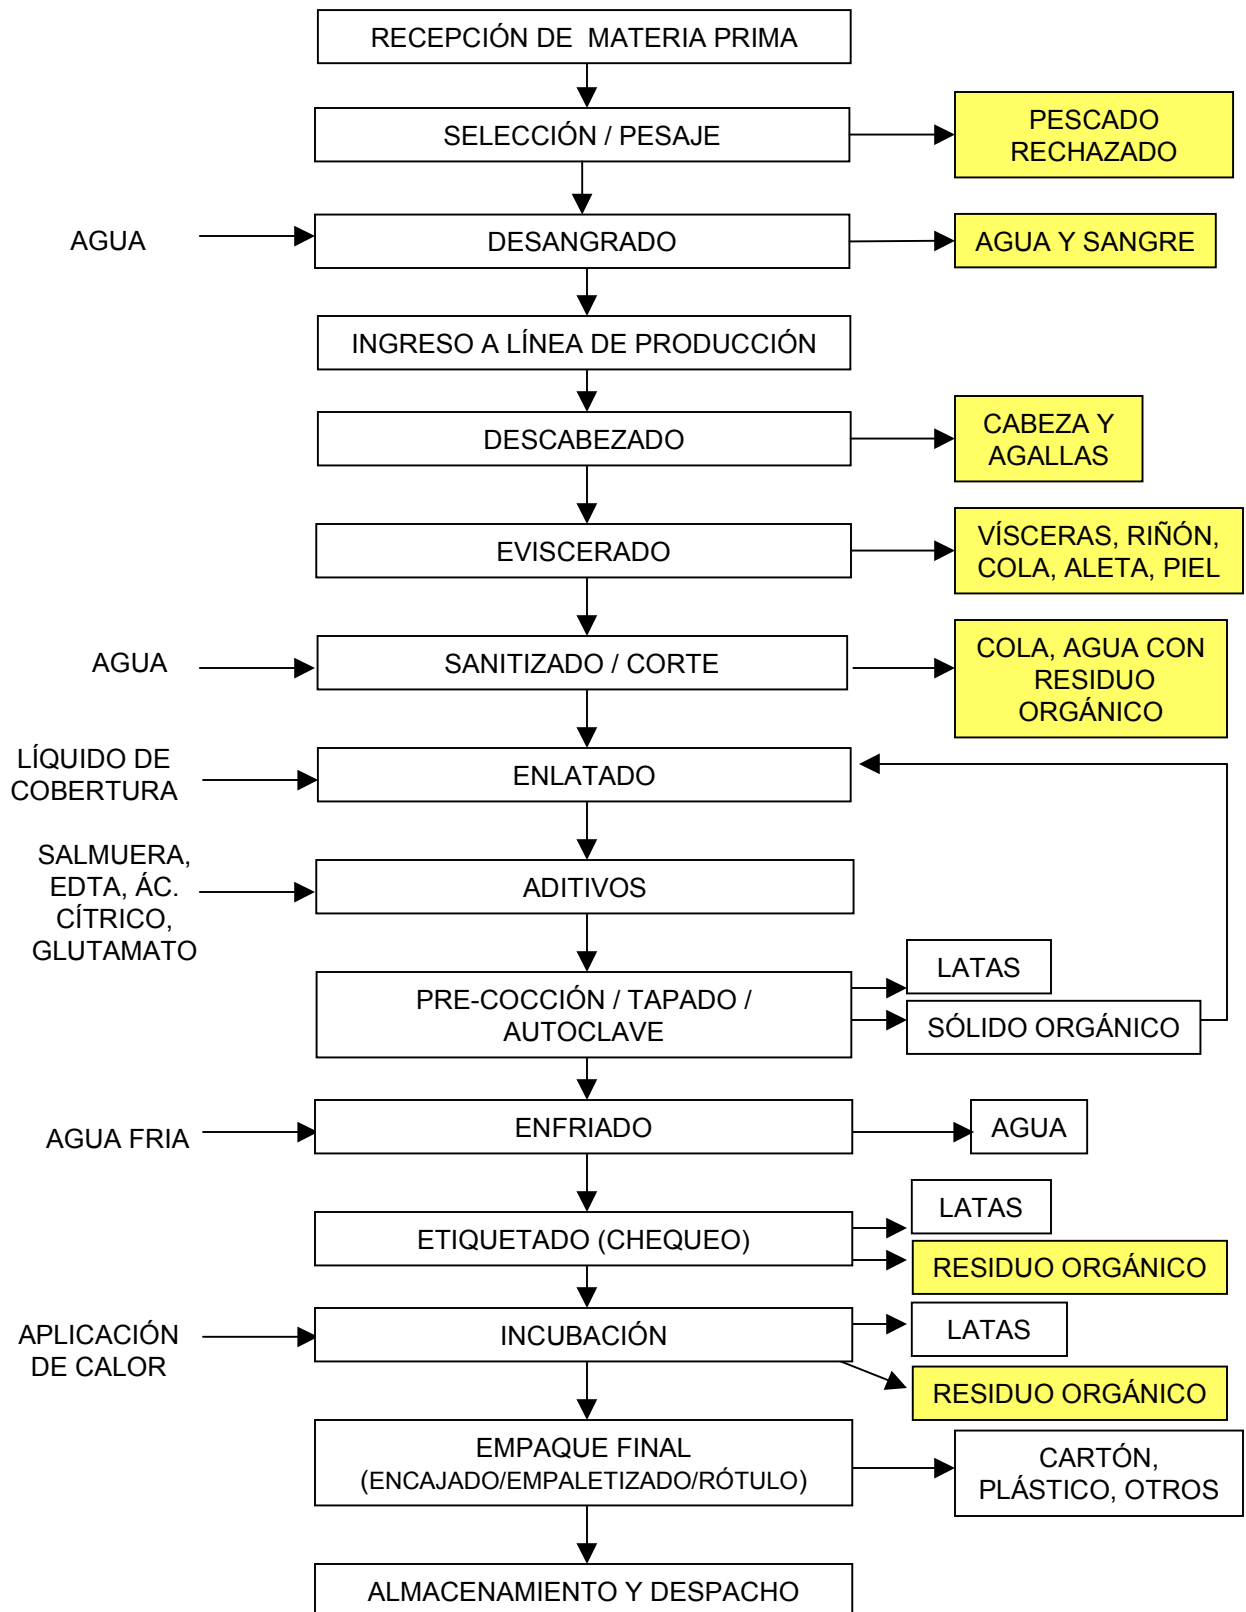 RECEPCIÓN DE MATERIA PRIMA
SELECCIÓN / PESAJE
PESCADO
RECHAZADO
AGUA
DESANGRADO
AGUA Y SANGRE
INGRESO A LÍNEA DE PRODUCCIÓN
DESCABEZADO
CABEZA Y
AGALLAS
EVISCERADO
VÍSCERAS, RIÑÓN,
COLA, ALETA, PIEL
AGUA
SANITIZADO / CORTE
COLA, AGUA CON
RESIDUO
ORGÁNICO
LÍQUIDO DE
COBERTURA
ENLATADO
SALMUERA,
EDTA, ÁC.
CÍTRICO,
GLUTAMATO
ADITIVOS
PRE-COCCIÓN / TAPADO /
AUTOCLAVE
LATAS
SÓLIDO ORGÁNICO
AGUA FRIA
ENFRIADO
AGUA
ETIQUETADO (CHEQUEO)
LATAS
RESIDUO ORGÁNICO
APLICACIÓN
DE CALOR
INCUBACIÓN
LATAS
RESIDUO ORGÁNICO
EMPAQUE FINAL
(ENCAJADO/EMPALETIZADO/RÓTULO)
CARTÓN,
PLÁSTICO, OTROS
ALMACENAMIENTO Y DESPACHO